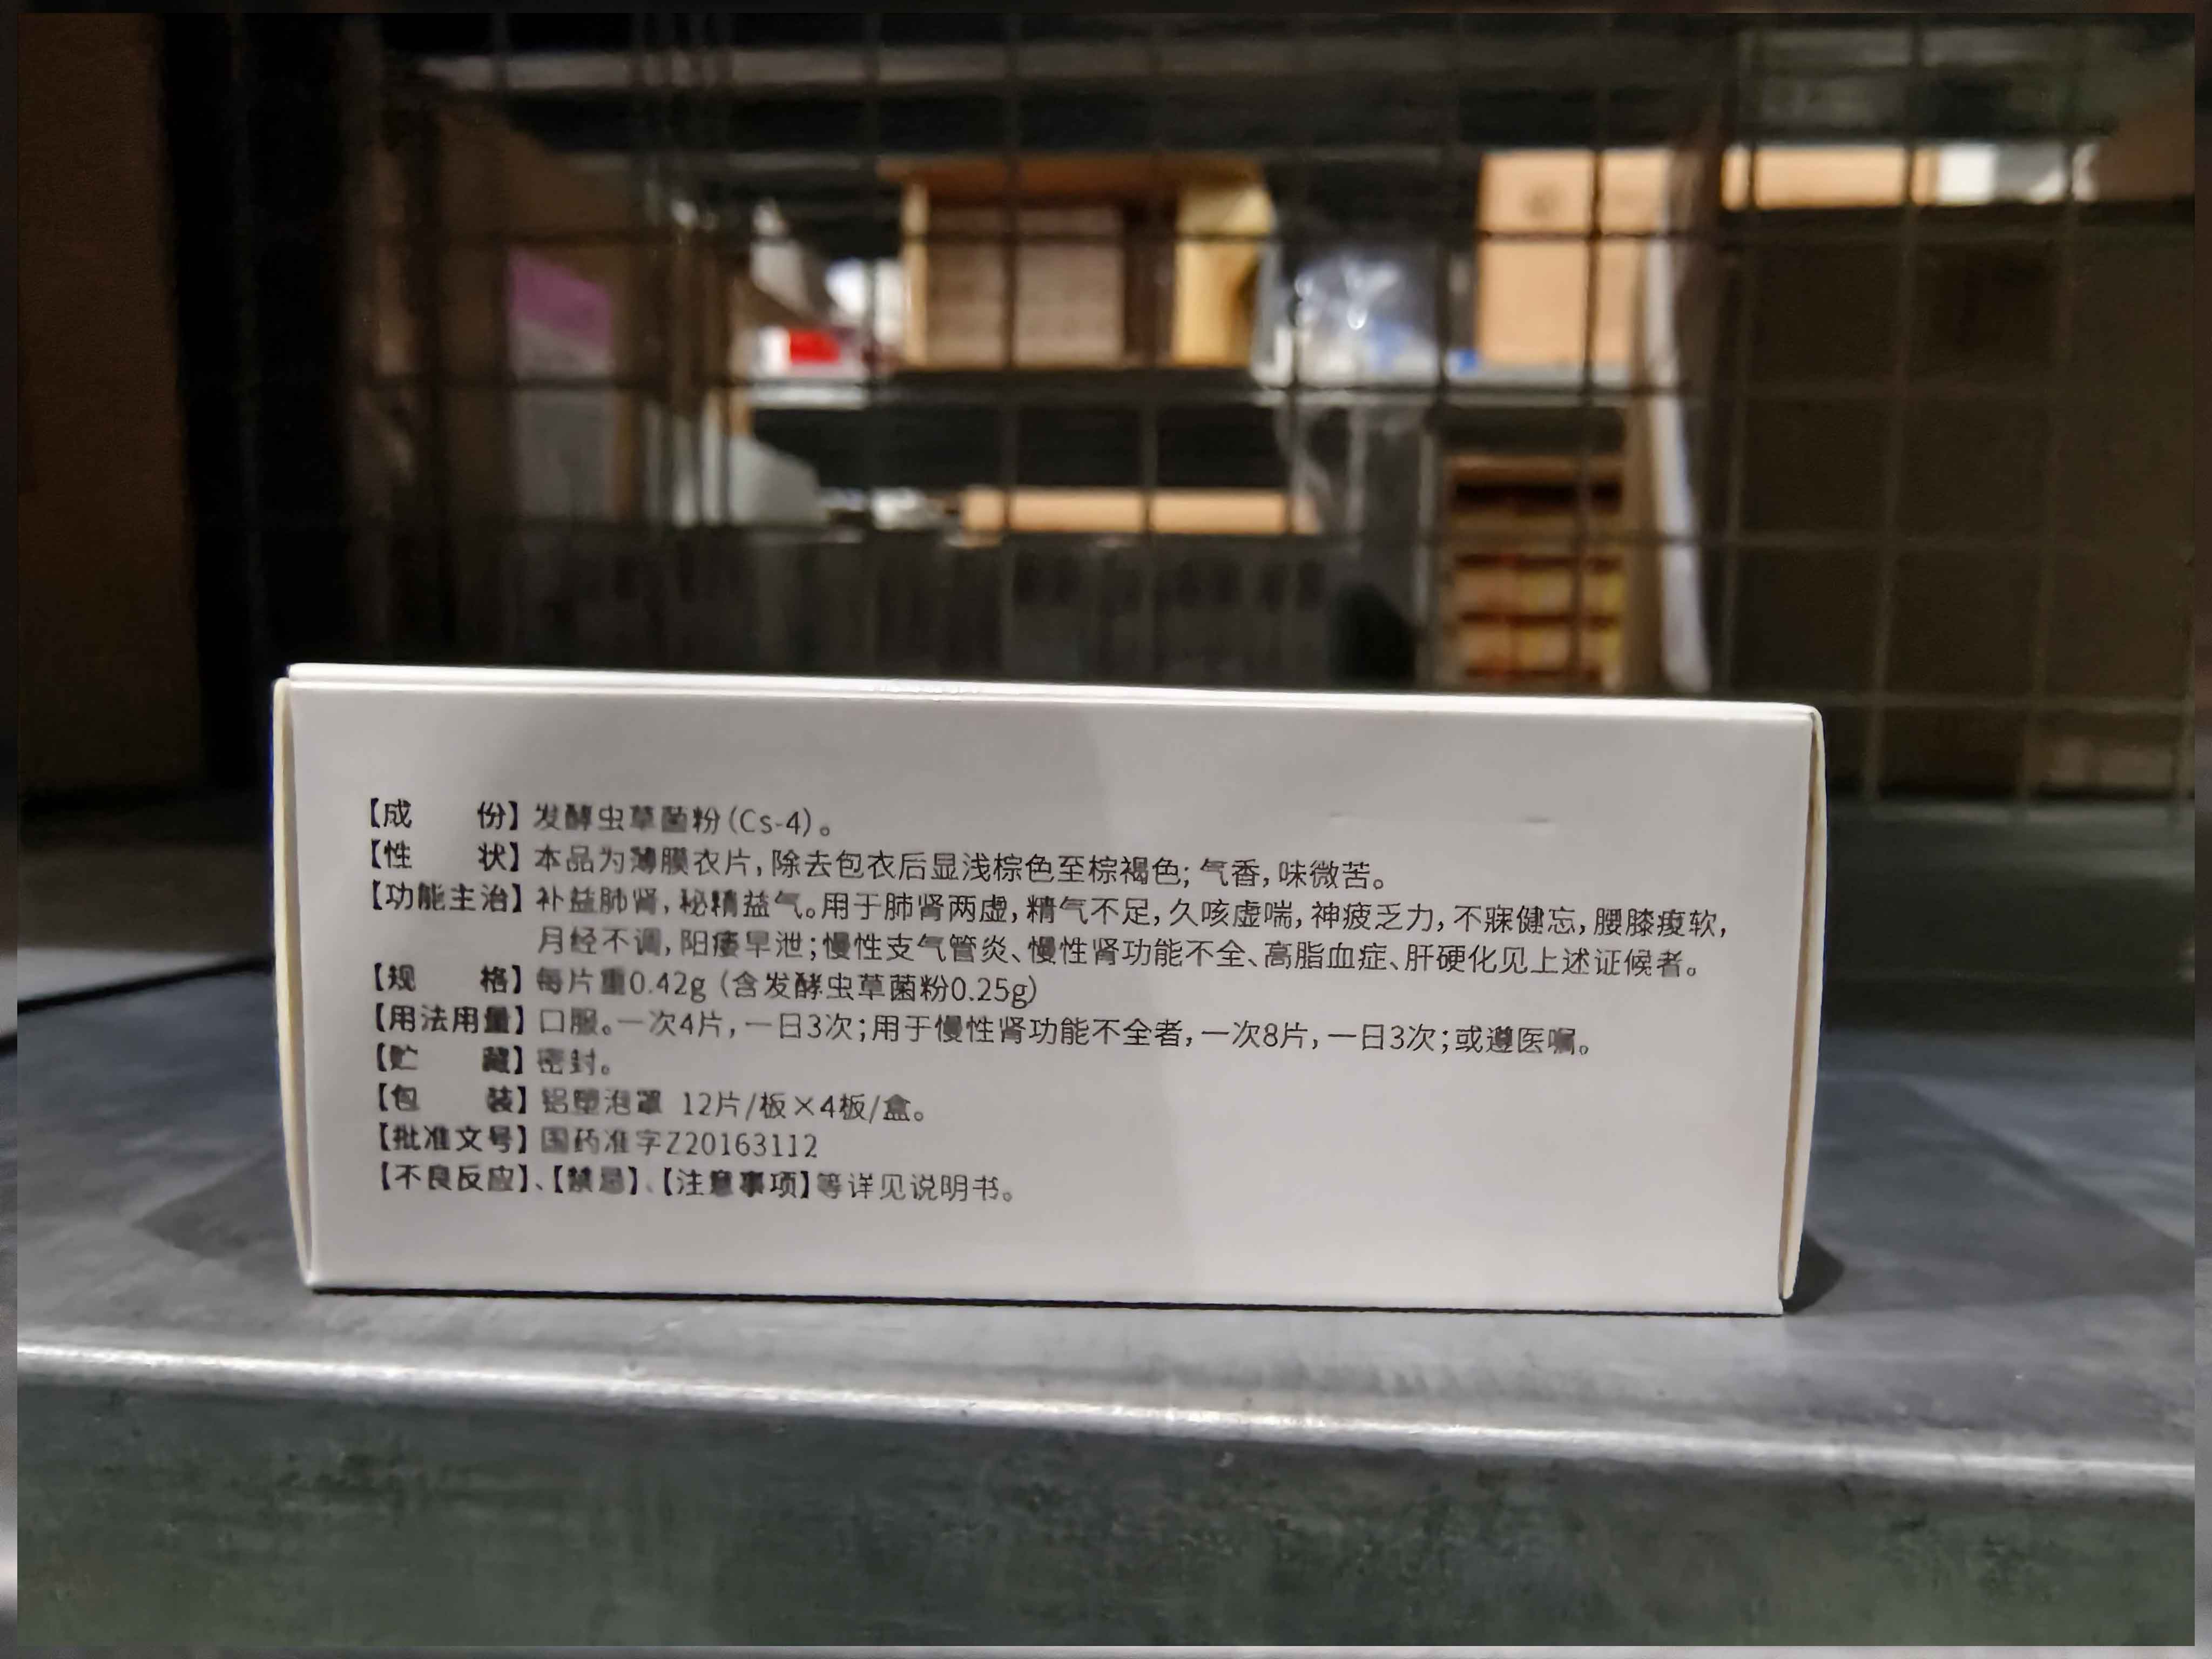 【成　　份】发酵虫草菌粉(Cs-4)。
【性　　状】本品为薄膜衣片,除去包衣后显浅棕色至棕褐色;气香,味微苦。
【功能主治】补益肺肾,秘精益气。用于肺肾两虚,精气不足,久咳虚喘,神疲乏力,不寐健忘,腰膝痠软,
月经不调,阳痿早泄;慢性支气管炎、慢性肾功能不全、高脂血症、肝硬化见上述证候者。
【规　　格】每片重0.42g (含发酵虫草菌粉0.25g)
【用法用量】口服。一次4片,一日3次;用于慢性肾功能不全者,一次8片,一日3次;或遵医嘱。
【贮　　藏】密封。
【包　　装】铝塑泡罩 12片/板×4板/盒。
【批准文号】国药准字Z20163112
【不良反应】、【禁忌】、【注意事项】等详见说明书。